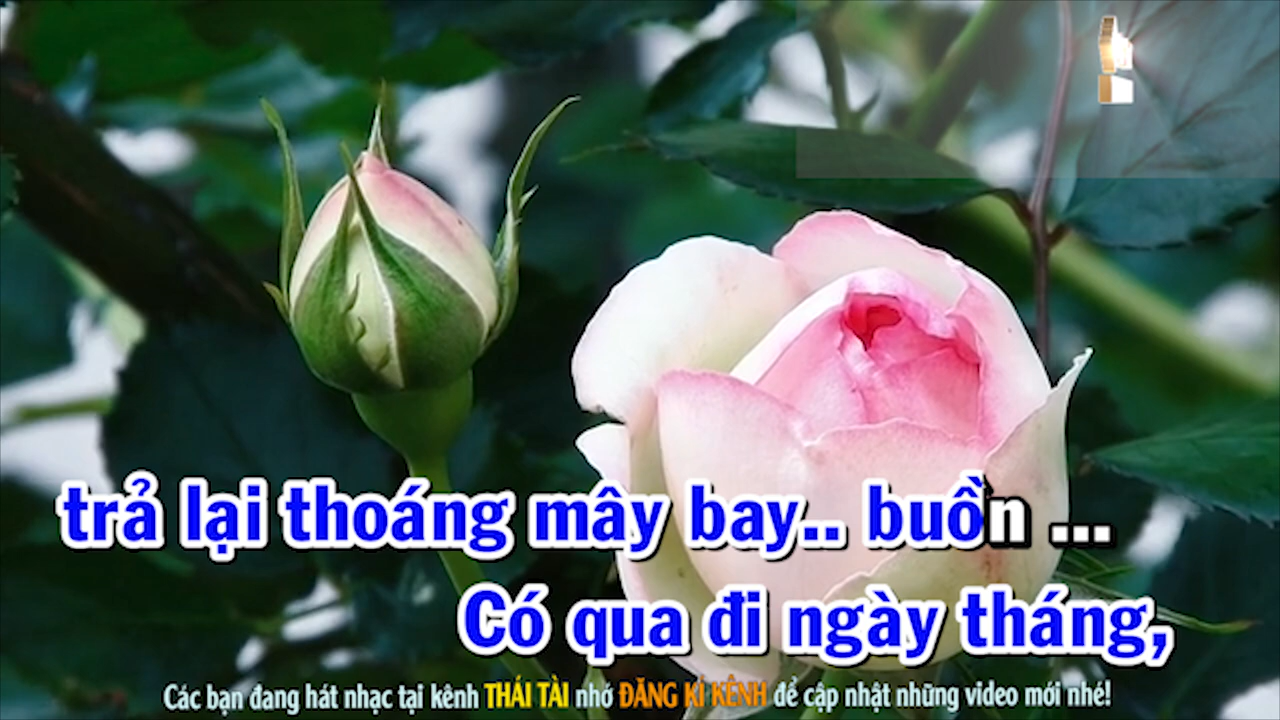 trả lại thoáng mây bay.. buồn ...
Có qua đi ngày tháng,
Các bạn đang hát nhạc tại kênh THÁI TÀI nhớ ĐĂNG KÍ KÊNH để cập nhật những video mới nhé!